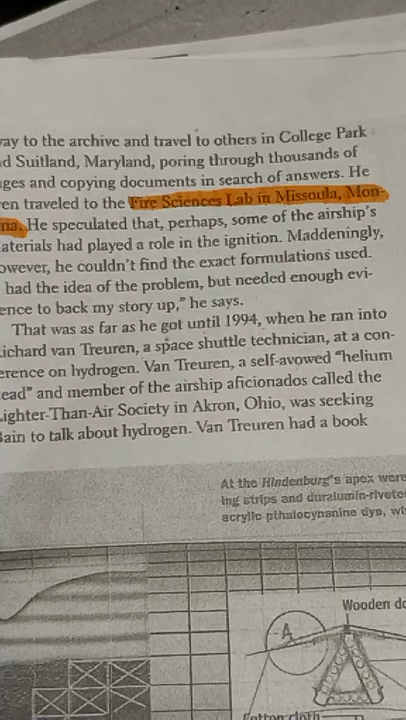 way to the archive and travel to others in College Park
d Suitland, Maryland, poring through thousands of
ges and copying documents in search of answers. He
en traveled to the Fire Sciences Lab in Missoula, Mon-
na. He speculated that, perhaps, some of the airship's
aterials had played a role in the ignition. Maddeningly,
owever, he couldn't find the exact formulations used.
had the idea of the problem, but needed enough evi-
ence to back my story up," he says.
That was as far as he got until 1994, when he ran into
ichard van Treuren, a space shuttle technician, at a con-
erence on hydrogen. Van Treuren, a self-avowed "helium
ead" and member of the airship aficionados called the
ighter-Than-Air Society in Akron, Ohio, was seeking
Bain to talk about hydrogen. Van Treuren had a book
At the Hindenburg's apex were
ing strips and duralumin-rivete
acrylic pthalocynanine dye, wi
Wooden do
A
Cotton cloth